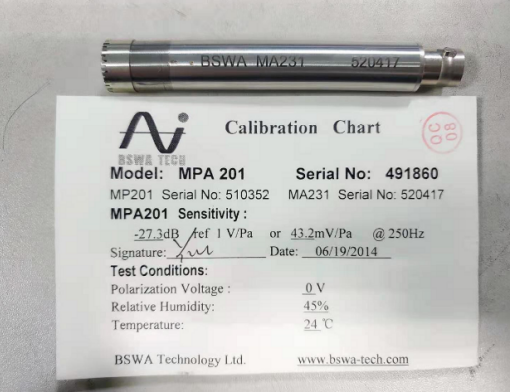 BSWA MA231 520417
Calibration Chart
QC
08
BSWA TECH
Model: MPA 201 Serial No: 491860
MP201 Serial No: 510352 MA231 Serial No: 520417
MPA201 Sensitivity :
-27.3dB ref 1 V/Pa or 43.2mV/Pa @ 250Hz
Signature: Date: 06/19/2014
Test Conditions:
Polarization Voltage : 0 V
Relative Humidity: 45%
Temperature: 24 ℃
BSWA Technology Ltd. www.bswa-tech.com